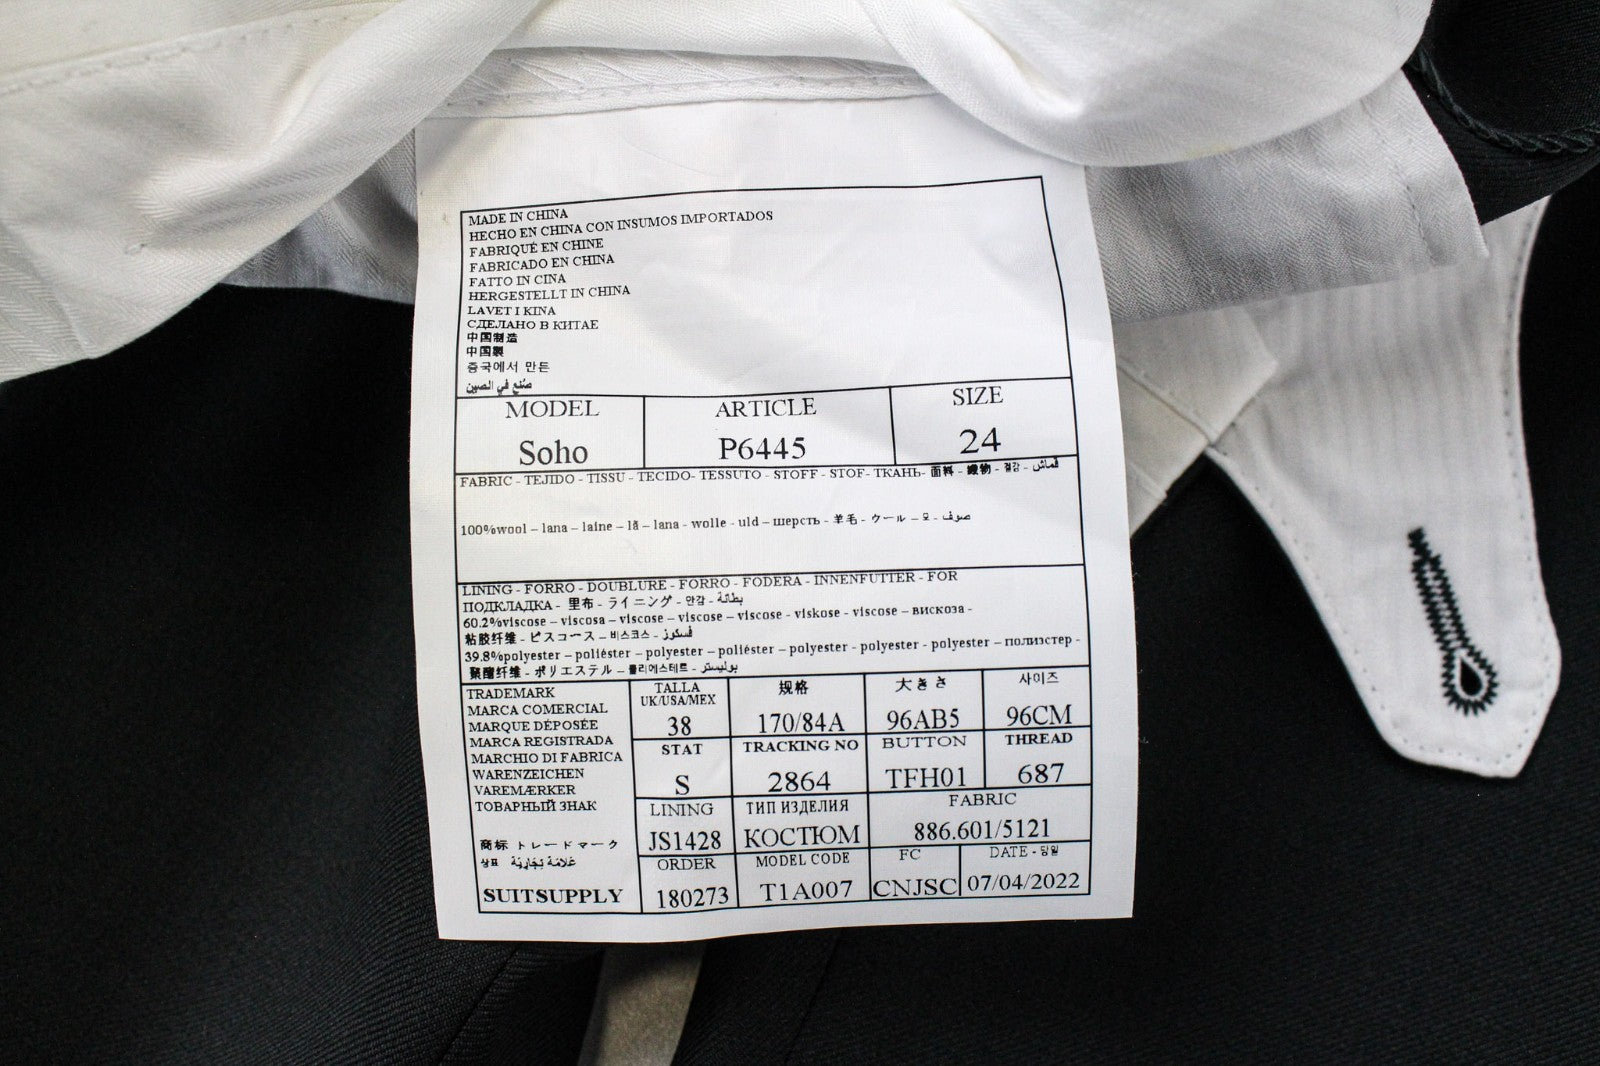 MADE IN CHINA
HECHO EN CHINA CON INSUMOS IMPORTADOS
FABRIQUÉ EN CHINE
FABRICADO EN CHINA
FATTO IN CINA
HERGESTELLT IN CHINA
LAVET I KINA
СДЕЛАНО В КИТАЕ
中国制造
中国製
중국에서 만든
صُنع في الصين
MODEL ARTICLE SIZE
Soho P6445 24
FABRIC - TEJIDO - TISSU - TECIDO- TESSUTO - STOFF - STOF- ТКАНЬ- 面料 - 織物 - 겉감 - قماش
100%wool – lana – laine – lã – lana - wolle - uld – шерсть - 羊毛 - ウール – 모 - صوف -
LINING - FORRO - DOUBLURE - FORRO - FODERA - INNENFUTTER - FOR
ПОДКЛАДКА - 里布 - ライニング - 안감 - بطانة
60.2%viscose – viscosa – viscose – viscose – viscose - viskose - viscose – вискоза -
粘胶纤维 - ビスコース – 비스코스 - فسكوز
39.8%polyester – poliéster – polyester – poliéster – polyester - polyester - polyester – полиэстер -
聚酯纤维 - ポリエステル – 폴리에스테르 - بوليستر
TRADEMARK
MARCA COMERCIAL
MARQUE DÉPOSÉE
MARCA REGISTRADA
MARCHIO DI FABRICA
WARENZEICHEN
VAREMÆRKER
ТОВАРНЫЙ ЗНАК
商标 トレードマーク
상표 عَلامَة تِجَارِيَّة
SUITSUPPLY
TALLA 规格 大きさ 사이즈
UK/USA/MEX
38 170/84A 96AB5 96CM
STAT TRACKING NO BUTTON THREAD
S 2864 TFH01 687
LINING ТИП ИЗДЕЛИЯ FABRIC
JS1428 КОСТЮМ 886.601/5121
ORDER MODEL CODE FC DATE - 당일
180273 T1A007 CNJSC 07/04/2022